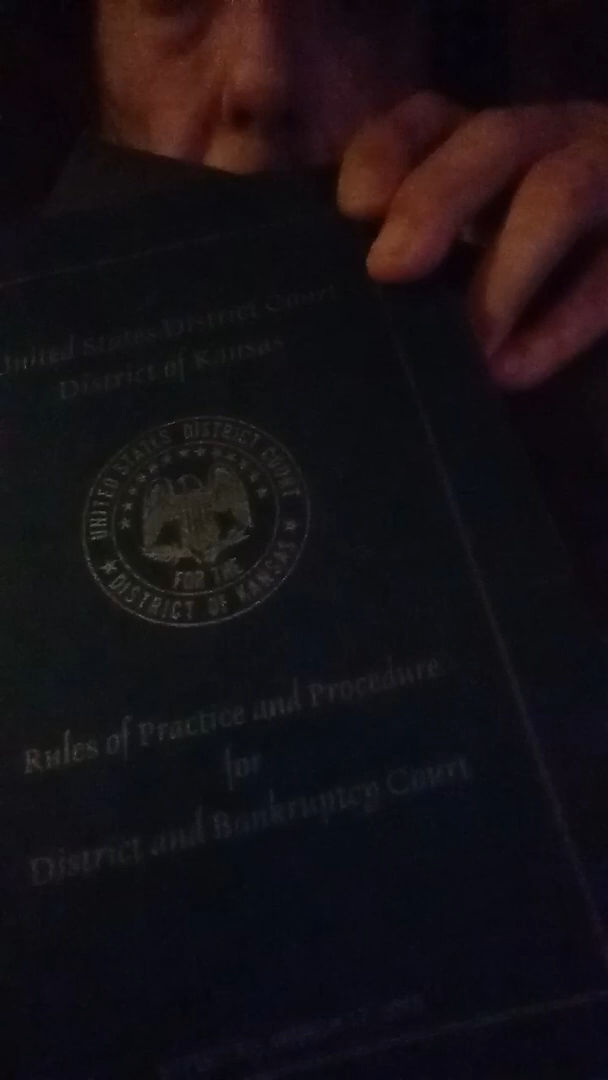 United States District Court
District of Kansas
UNITED STATES DISTRICT COURT
FOR THE
DISTRICT OF KANSAS
Rules of Practice and Procedure
for
District and Bankruptcy Court